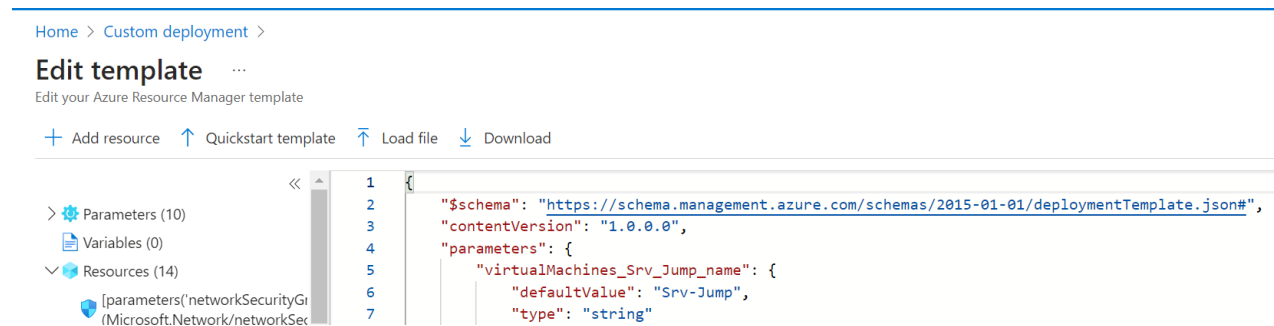 Home > Custom deployment >
Edit template ...
Edit your Azure Resource Manager template
Add resource Quickstart template Load file Download
Parameters (10)
Variables (0)
Resources (14)
[parameters('networkSecurityGr
(Microsoft.Network/networkSec
1 {
2 "$schema": "https://schema.management.azure.com/schemas/2015-01-01/deploymentTemplate.json#",
3 "contentVersion": "1.0.0.0",
4 "parameters": {
5 "virtualMachines_Srv_Jump_name": {
6 "defaultValue": "Srv-Jump",
7 "type": "string"